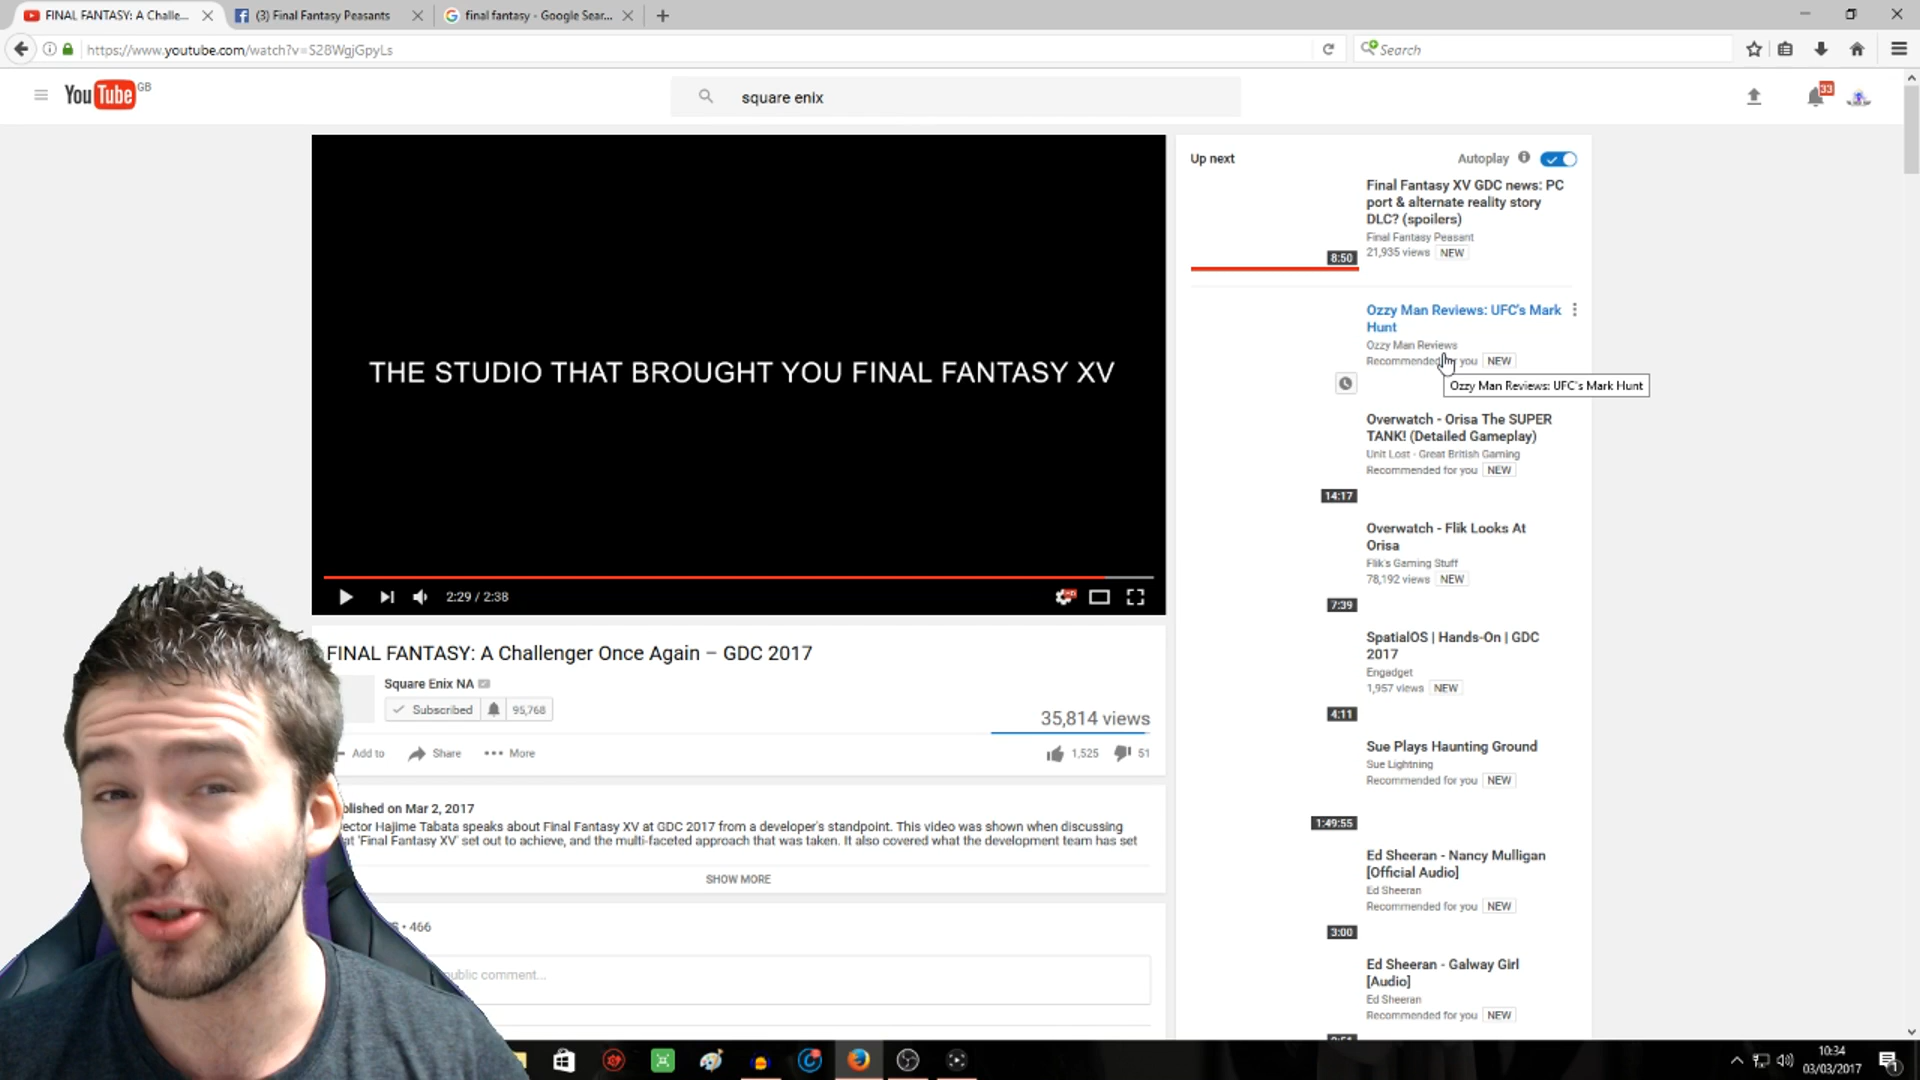 FINAL FANTASY: A Challe...
(3) Final Fantasy Peasants
final fantasy - Google Sear...
https://www.youtube.com/watch?v=S28WgjGpyLs
Search
YouTube GB
square enix
33
THE STUDIO THAT BROUGHT YOU FINAL FANTASY XV
2:29 / 2:38
HD
FINAL FANTASY: A Challenger Once Again – GDC 2017
Square Enix NA
Subscribed
95,768
35,814 views
Add to
Share
More
1,525
51
blished on Mar 2, 2017
ector Hajime Tabata speaks about Final Fantasy XV at GDC 2017 from a developer's standpoint. This video was shown when discussing
at 'Final Fantasy XV' set out to achieve, and the multi-faceted approach that was taken. It also covered what the development team has set
SHOW MORE
S • 466
public comment...
Up next
Autoplay
Final Fantasy XV GDC news: PC
port & alternate reality story
DLC? (spoilers)
Final Fantasy Peasant
21,935 views NEW
8:50
Ozzy Man Reviews: UFC's Mark
Hunt
Ozzy Man Reviews
Recommended for you NEW
Ozzy Man Reviews: UFC's Mark Hunt
Overwatch - Orisa The SUPER
TANK! (Detailed Gameplay)
Unit Lost - Great British Gaming
Recommended for you NEW
14:17
Overwatch - Flik Looks At
Orisa
Flik's Gaming Stuff
78,192 views NEW
7:39
SpatialOS | Hands-On | GDC
2017
Engadget
1,957 views NEW
4:11
Sue Plays Haunting Ground
Sue Lightning
Recommended for you NEW
1:49:55
Ed Sheeran - Nancy Mulligan
[Official Audio]
Ed Sheeran
Recommended for you NEW
3:00
Ed Sheeran - Galway Girl
[Audio]
Ed Sheeran
Recommended for you NEW
10:34
03/03/2017
1